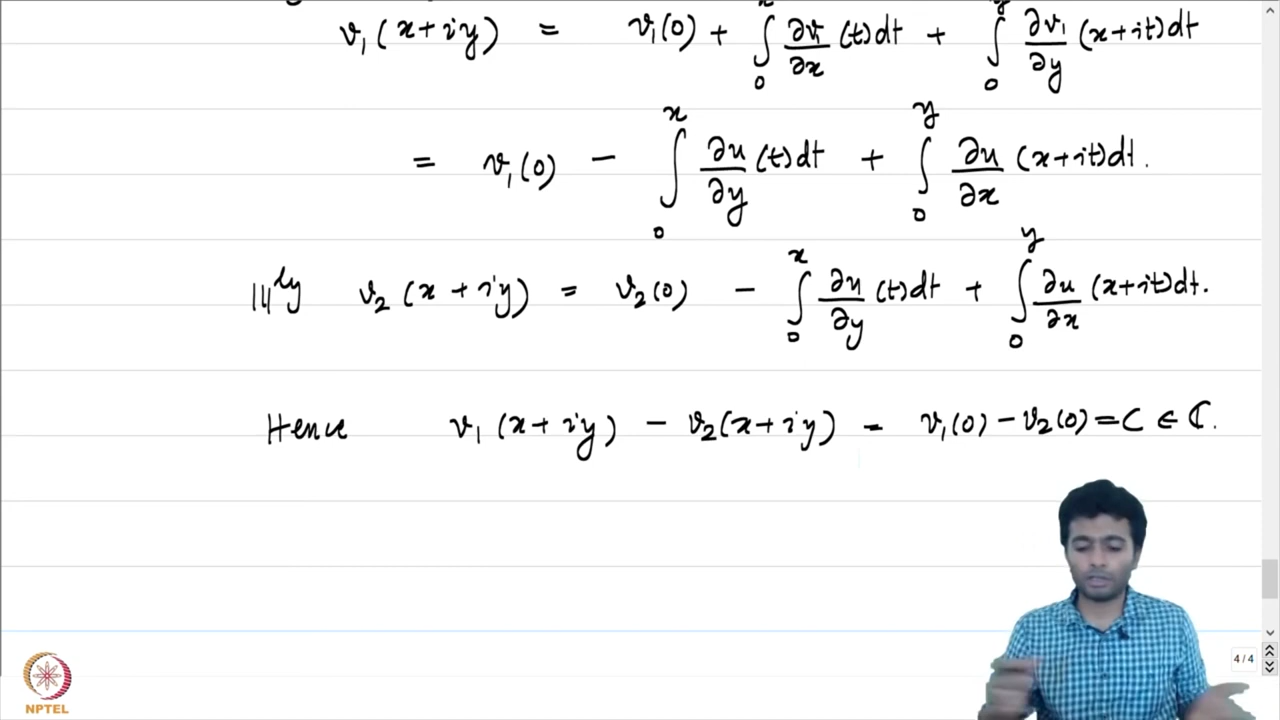 v₁(x+iy) = v₁(0) + ∫₀ˣ ∂v₁/∂x (t)dt + ∫₀ʸ ∂v₁/∂y (x+it)dt
= v₁(0) − ∫₀ˣ ∂u/∂y (t)dt + ∫₀ʸ ∂u/∂x (x+it)dt.
|||ly v₂(x+iy) = v₂(0) − ∫₀ˣ ∂u/∂y (t)dt + ∫₀ʸ ∂u/∂x (x+it)dt.
Hence v₁(x+iy) − v₂(x+iy) = v₁(0) − v₂(0) = C ∈ ℂ.
4 / 4
NPTEL